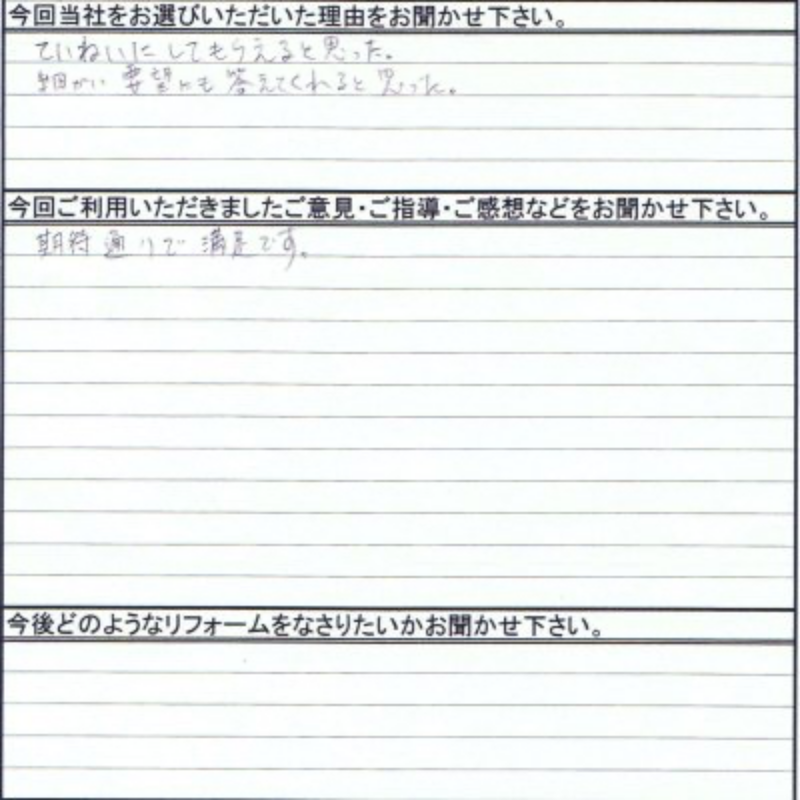 今回当社をお選びいただいた理由をお聞かせ下さい。
ていねいにしてもらえると思った。
細かい要望にも答えてくれると思った。
今回ご利用いただきましたご意見・ご指導・ご感想などをお聞かせ下さい。
期待通りで満足です。
今後どのようなリフォームをなさりたいかお聞かせ下さい。